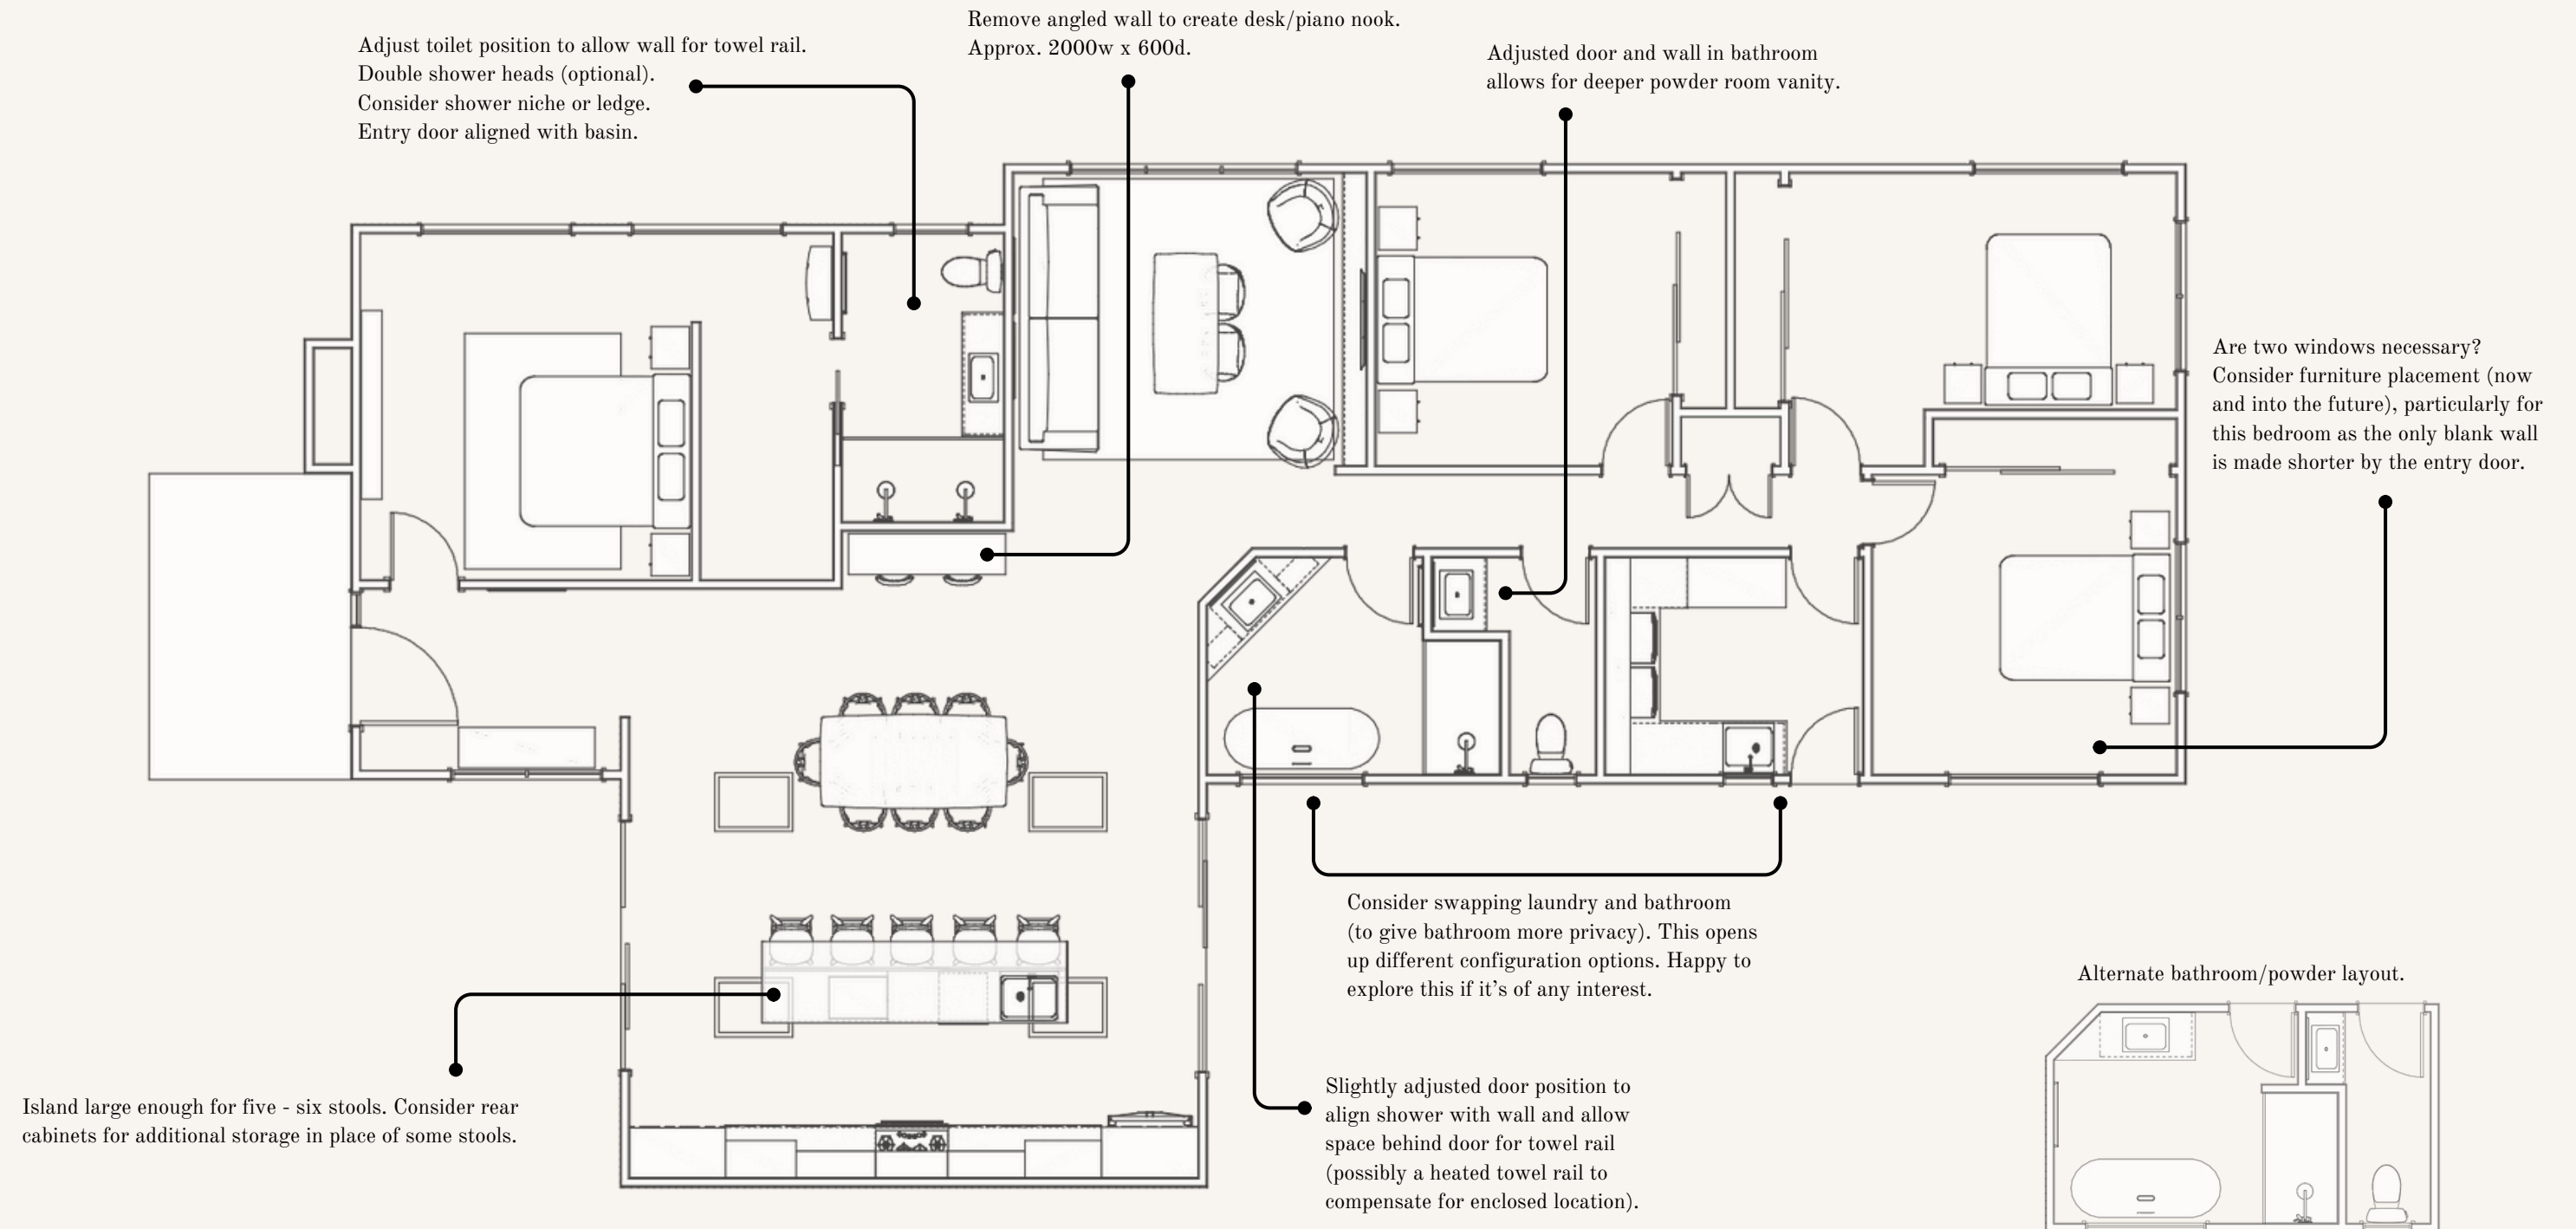 Adjust toilet position to allow wall for towel rail.
Double shower heads (optional).
Consider shower niche or ledge.
Entry door aligned with basin.
Remove angled wall to create desk/piano nook.
Approx. 2000w x 600d.
Adjusted door and wall in bathroom
allows for deeper powder room vanity.
Are two windows necessary?
Consider furniture placement (now
and into the future), particularly for
this bedroom as the only blank wall
is made shorter by the entry door.
Consider swapping laundry and bathroom
(to give bathroom more privacy). This opens
up different configuration options. Happy to
explore this if it’s of any interest.
Alternate bathroom/powder layout.
Island large enough for five - six stools. Consider rear
cabinets for additional storage in place of some stools.
Slightly adjusted door position to
align shower with wall and allow
space behind door for towel rail
(possibly a heated towel rail to
compensate for enclosed location).